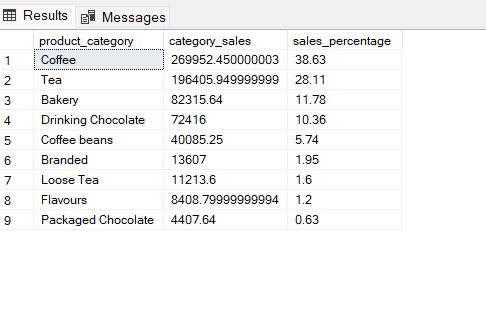 Results Messages
product_category category_sales sales_percentage
1 Coffee 269952.450000003 38.63
2 Tea 196405.949999999 28.11
3 Bakery 82315.64 11.78
4 Drinking Chocolate 72416 10.36
5 Coffee beans 40085.25 5.74
6 Branded 13607 1.95
7 Loose Tea 11213.6 1.6
8 Flavours 8408.79999999994 1.2
9 Packaged Chocolate 4407.64 0.63